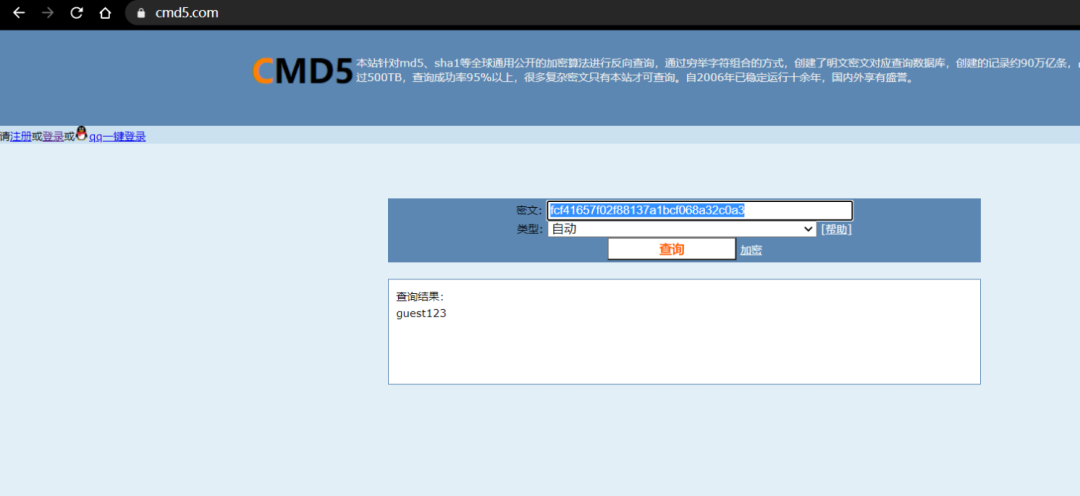 cmd5.com
CMD5
本站针对md5、sha1等全球通用公开的加密算法进行反向查询，通过穷举字符组合的方式，创建了明文密文对应查询数据库，创建的记录约90万亿条，
过500TB，查询成功率95%以上，很多复杂密文只有本站才可查询。自2006年已稳定运行十余年，国内外享有盛誉。
请注册或登录或qq一键登录
密文: fcf41657f02f88137a1bcf068a32c0a3
类型: 自动 [帮助]
查询 加密
查询结果:
guest123